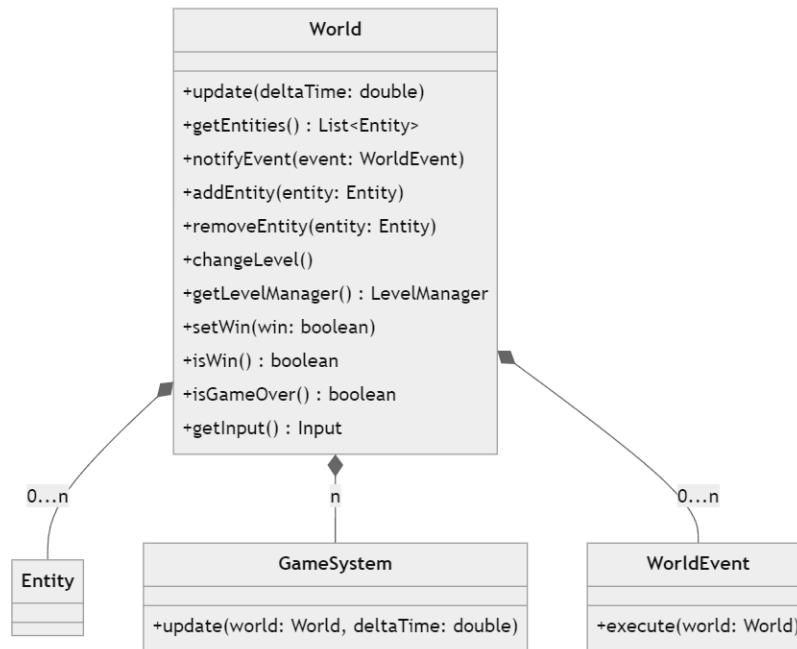 World
+update(deltaTime: double)
+getEntities() : List<Entity>
+notifyEvent(event: WorldEvent)
+addEntity(entity: Entity)
+removeEntity(entity: Entity)
+changeLevel()
+getLevelManager() : LevelManager
+setWin(win: boolean)
+isWin() : boolean
+isGameOver() : boolean
+getInput() : Input
0...n
n
0...n
Entity
GameSystem
+update(world: World, deltaTime: double)
WorldEvent
+execute(world: World)